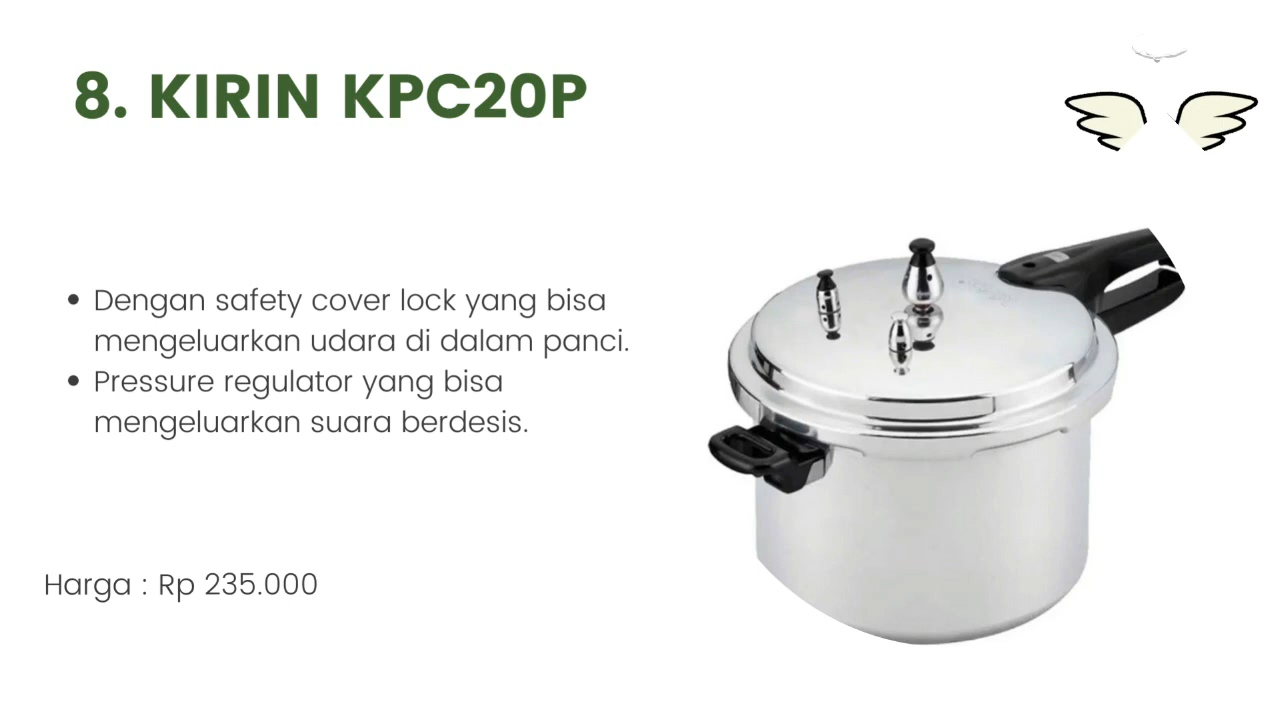 8. KIRIN KPC20P
• Dengan safety cover lock yang bisa
mengeluarkan udara di dalam panci.
• Pressure regulator yang bisa
mengeluarkan suara berdesis.
Harga : Rp 235.000